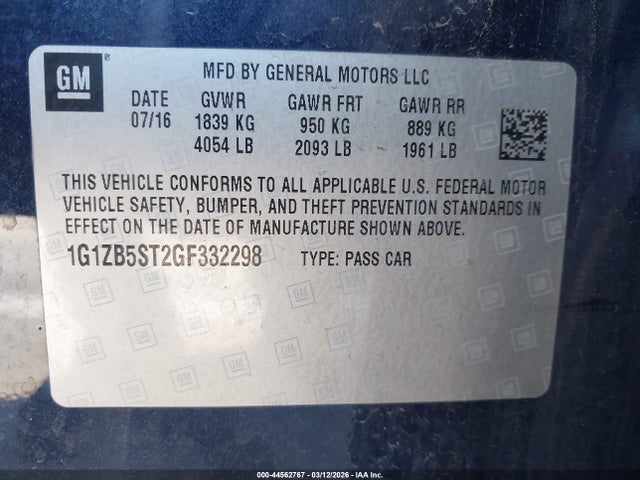 GM
MFD BY GENERAL MOTORS LLC
DATE GVWR GAWR FRT GAWR RR
07/16 1839 KG 950 KG 889 KG
4054 LB 2093 LB 1961 LB
THIS VEHICLE CONFORMS TO ALL APPLICABLE U.S. FEDERAL MOTOR
VEHICLE SAFETY, BUMPER, AND THEFT PREVENTION STANDARDS IN
EFFECT ON THE DATE OF MANUFACTURE SHOWN ABOVE.
1G1ZB5ST2GF332298 TYPE: PASS CAR
000-44562767 - 03/12/2026 - IAA Inc.